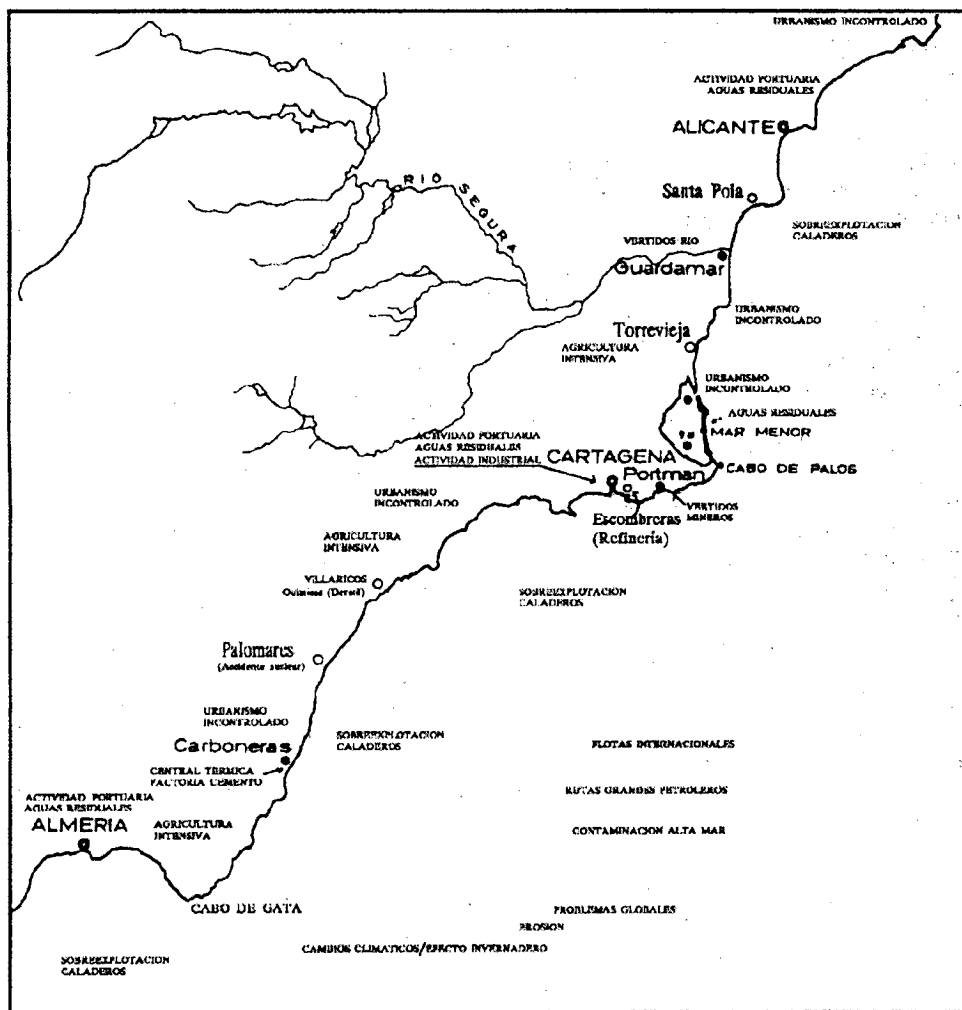 URBANISMO INCONTROLADO
ACTIVIDAD PORTUARIA
AGUAS RESIDUALES
ALICANTE
RIO SEGURA
Santa Pola
SOBREEXPLOTACION
CALADEROS
VERTIDOS RIO
Guardamar
URBANISMO
INCONTROLADO
Torrevieja
AGRICULTURA
INTENSIVA
URBANISMO
INCONTROLADO
AGUAS RESIDUALES
MAR MENOR
ACTIVIDAD PORTUARIA
AGUAS RESIDUALES
ACTIVIDAD INDUSTRIAL
CARTAGENA
CABO DE PALOS
Portman
URBANISMO
INCONTROLADO
VERTIDOS
MINEROS
Escombreras
(Refinería)
AGRICULTURA
INTENSIVA
VILLARICOS
SOBREEXPLOTACION
CALADEROS
Palomares
(Accidente nuclear)
URBANISMO
INCONTROLADO
SOBREEXPLOTACION
CALADEROS
Carboneras
FLOTAS INTERNACIONALES
CENTRAL TERMICA
FACTORIA CEMENTO
RUTAS GRANDES PETROLEROS
ACTIVIDAD PORTUARIA
AGUAS RESIDUALES
ALMERIA
AGRICULTURA
INTENSIVA
CONTAMINACION ALTA MAR
CABO DE GATA
PROBLEMAS GLOBALES
EROSION
CAMBIOS CLIMATICOS/EFECTO INVERNADERO
SOBREEXPLOTACION
CALADEROS